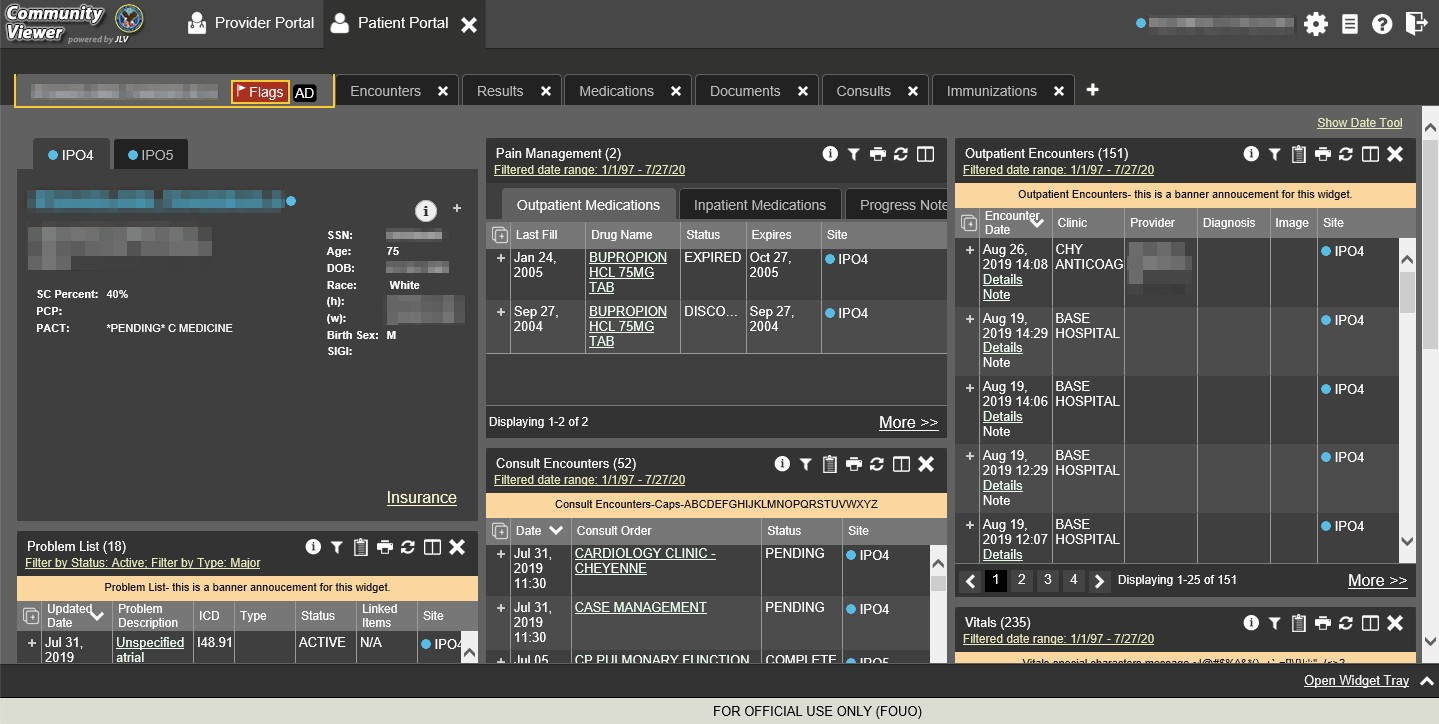 Community
Viewer
powered by JLV
Provider Portal
Patient Portal
Flags AD
Encounters
Results
Medications
Documents
Consults
Immunizations
Show Date Tool
IPO4
IPO5
SSN:
Age: 75
DOB:
Race: White
(h):
(w):
Birth Sex: M
SIGI:
SC Percent: 40%
PCP:
PACT: *PENDING* C MEDICINE
Insurance
Problem List (18)
Filter by Status: Active; Filter by Type: Major
Problem List- this is a banner annoucement for this widget.
Updated Date Problem Description ICD Type Status Linked Items Site
Jul 31, 2019 Unspecified atrial I48.91 ACTIVE N/A IPO4
Pain Management (2)
Filtered date range: 1/1/97 - 7/27/20
Outpatient Medications Inpatient Medications Progress Note
Last Fill Drug Name Status Expires Site
Jan 24, 2005 BUPROPION HCL 75MG TAB EXPIRED Oct 27, 2005 IPO4
Sep 27, 2004 BUPROPION HCL 75MG TAB DISCO... Sep 27, 2004 IPO4
Displaying 1-2 of 2 More >>
Consult Encounters (52)
Filtered date range: 1/1/97 - 7/27/20
Consult Encounters-Caps-ABCDEFGHIJKLMNOPQRSTUVWXYZ
Date Consult Order Status Site
Jul 31, 2019 11:30 CARDIOLOGY CLINIC - CHEYENNE PENDING IPO4
Jul 31, 2019 11:30 CASE MANAGEMENT PENDING IPO4
Jul 05 CP PULMONARY FUNCTION COMPLETE IPO5
Outpatient Encounters (151)
Filtered date range: 1/1/97 - 7/27/20
Outpatient Encounters- this is a banner annoucement for this widget.
Encounter Date Clinic Provider Diagnosis Image Site
Aug 26, 2019 14:08 Details Note CHY ANTICOAG IPO4
Aug 19, 2019 14:29 Details Note BASE HOSPITAL IPO4
Aug 19, 2019 14:06 Details Note BASE HOSPITAL IPO4
Aug 19, 2019 12:29 Details Note BASE HOSPITAL IPO4
Aug 19, 2019 12:07 Details BASE HOSPITAL IPO4
1 2 3 4 Displaying 1-25 of 151 More >>
Vitals (235)
Filtered date range: 1/1/97 - 7/27/20
Vitals special characters message
Open Widget Tray
FOR OFFICIAL USE ONLY (FOUO)